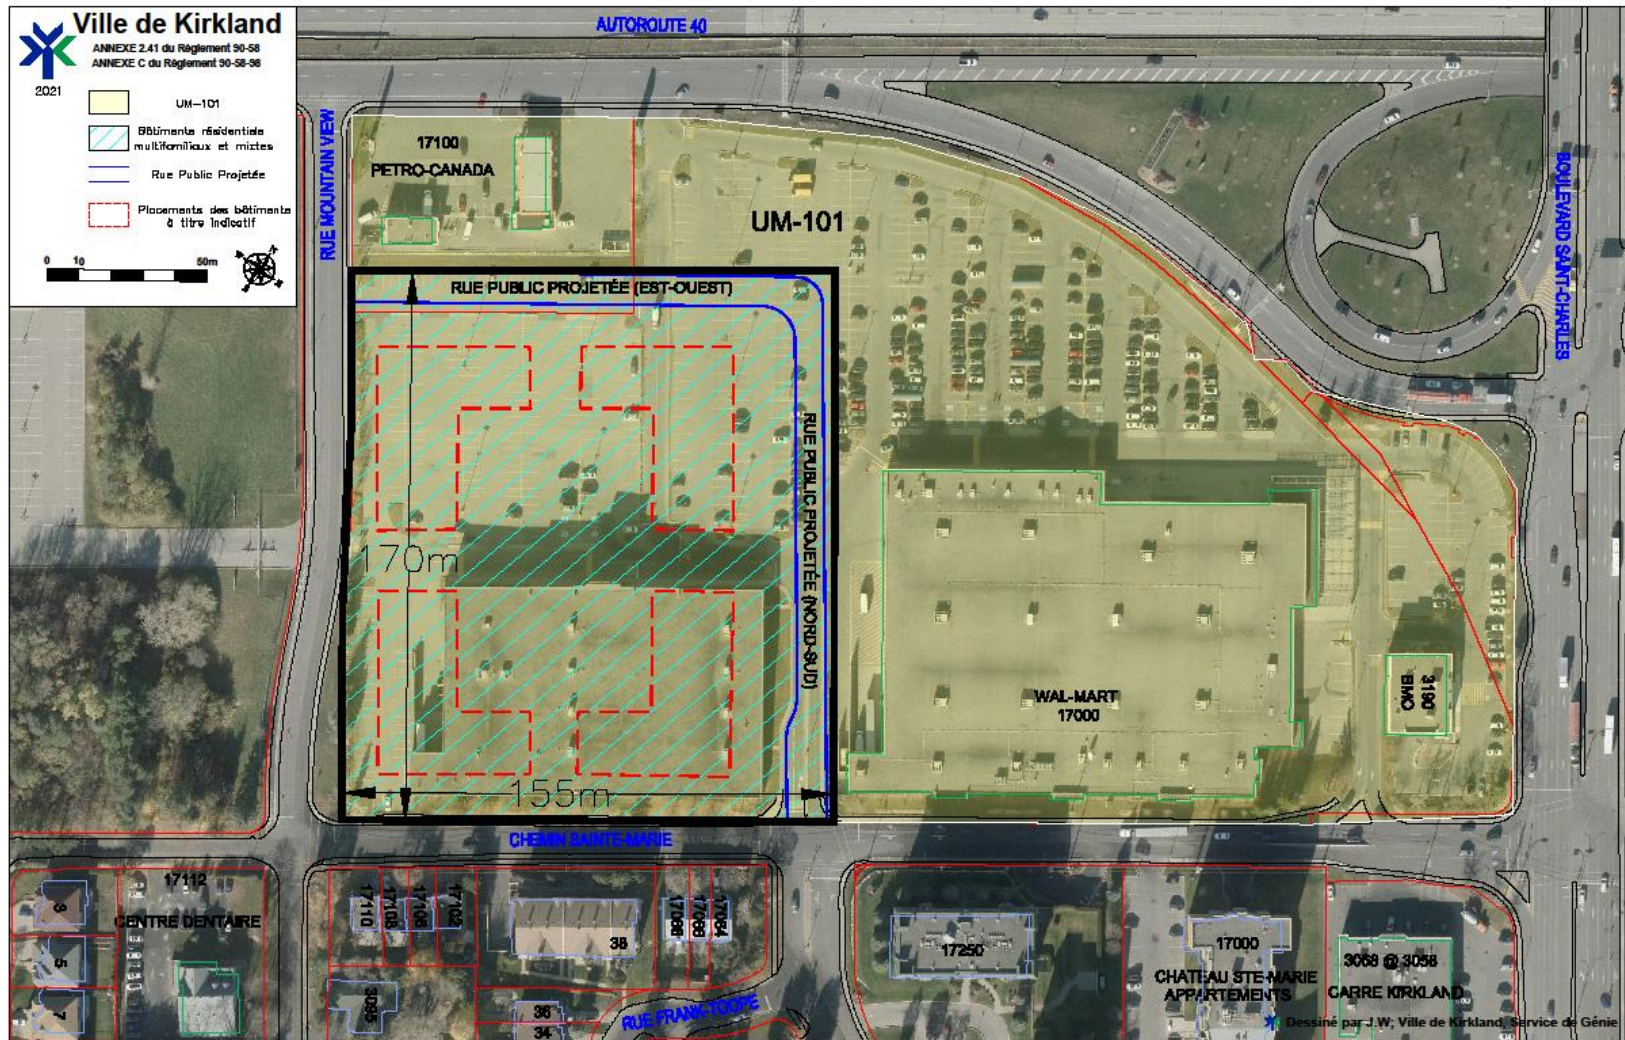 Ville de Kirkland
ANNEXE 2.41 du Règlement 90-58
ANNEXE C du Règlement 90-58-98
2021
UM-101
Bâtiments résidentiels
multifamiliaux et mixtes
Rue Public Projetée
Placements des bâtiments
à titre indicatif
0 10 50m
AUTOROUTE 40
RUE MOUNTAIN VIEW
BOULEVARD SAINT-CHARLES
17100
PETRO-CANADA
UM-101
RUE PUBLIC PROJETÉE (EST-OUEST)
RUE PUBLIC PROJETÉE (NORD-SUD)
170m
155m
WAL-MART
17000
3190
BMO
CHEMIN SAINTE-MARIE
17112
CENTRE DENTAIRE
5
7
17110
17106
17102
38
17084
17250
17000
CHATEAU STE-MARIE
APPARTEMENTS
3068 @ 3058
CARRE KIRKLAND
3095
36
34
RUE FRANK-TOOPE
Dessiné par J.W; Ville de Kirkland, Service de Génie